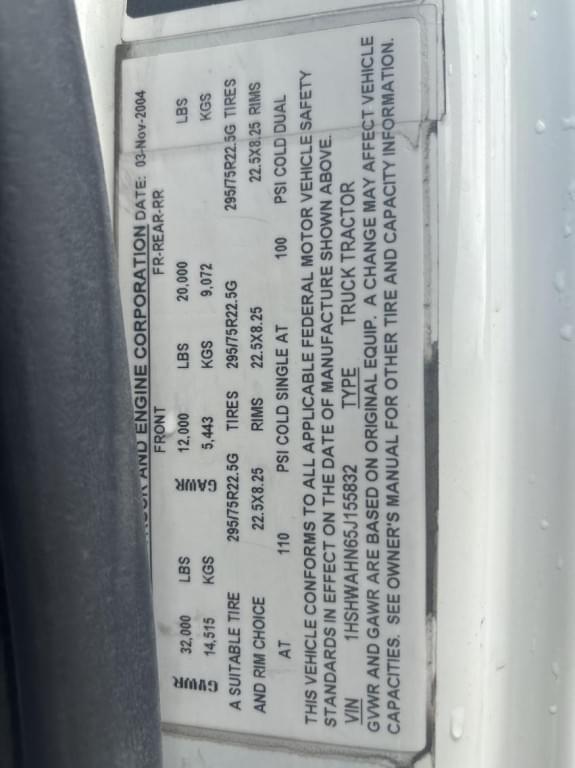 AND ENGINE CORPORATION DATE: 03-Nov-2004
FRONT FR-REAR-RR
GVWR 32,000 LBS GAWR 12,000 LBS 20,000 LBS
14,515 KGS 5,443 KGS 9,072 KGS
A SUITABLE TIRE 295/75R22.5G TIRES 295/75R22.5G 295/75R22.5G TIRES
AND RIM CHOICE 22.5X8.25 RIMS 22.5X8.25 22.5X8.25 RIMS
AT 110 PSI COLD SINGLE AT 100 PSI COLD DUAL
THIS VEHICLE CONFORMS TO ALL APPLICABLE FEDERAL MOTOR VEHICLE SAFETY
STANDARDS IN EFFECT ON THE DATE OF MANUFACTURE SHOWN ABOVE.
VIN 1HSHWAHN65J155832 TYPE TRUCK TRACTOR
GVWR AND GAWR ARE BASED ON ORIGINAL EQUIP. A CHANGE MAY AFFECT VEHICLE
CAPACITIES. SEE OWNER'S MANUAL FOR OTHER TIRE AND CAPACITY INFORMATION.